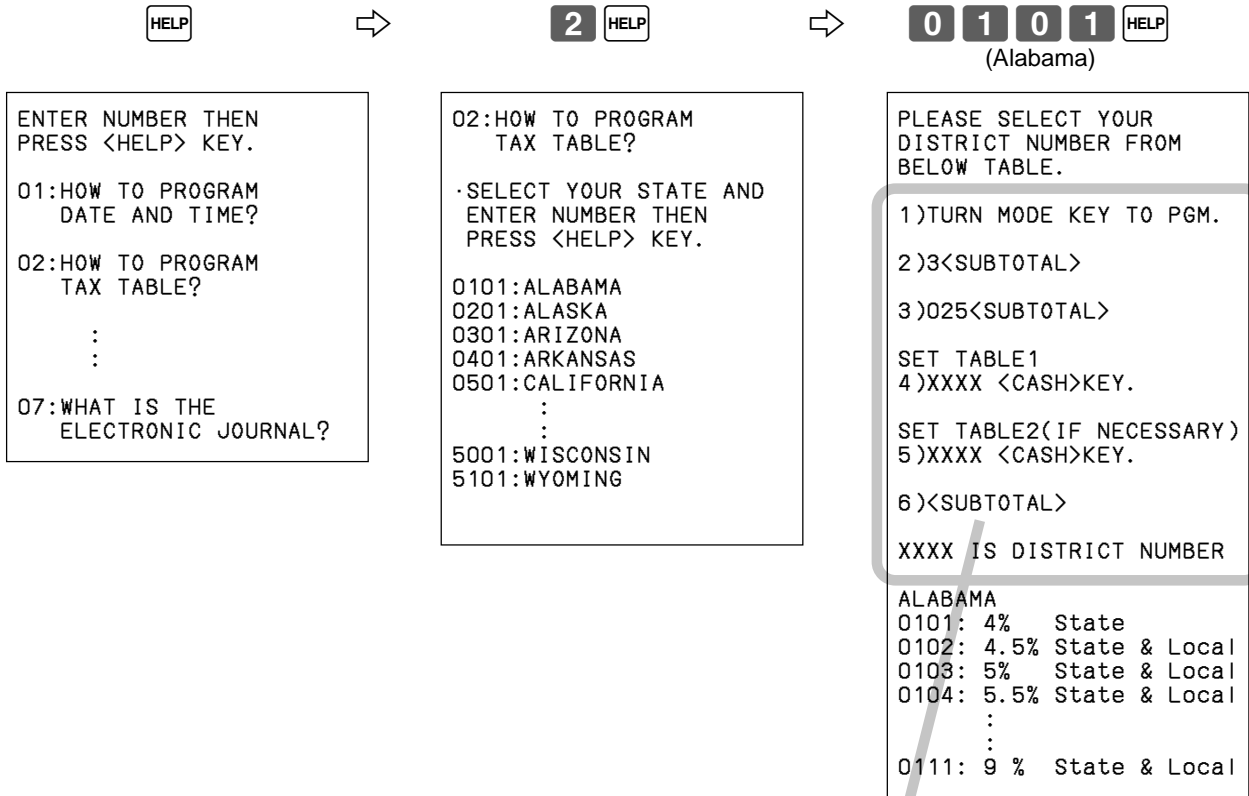 HELP
2 HELP
0 1 0 1 HELP
(Alabama)
ENTER NUMBER THEN
PRESS <HELP> KEY.
01:HOW TO PROGRAM
DATE AND TIME?
02:HOW TO PROGRAM
TAX TABLE?
:
:
07:WHAT IS THE
ELECTRONIC JOURNAL?
02:HOW TO PROGRAM
TAX TABLE?
·SELECT YOUR STATE AND
ENTER NUMBER THEN
PRESS <HELP> KEY.
0101:ALABAMA
0201:ALASKA
0301:ARIZONA
0401:ARKANSAS
0501:CALIFORNIA
:
:
5001:WISCONSIN
5101:WYOMING
PLEASE SELECT YOUR
DISTRICT NUMBER FROM
BELOW TABLE.
1)TURN MODE KEY TO PGM.
2)3<SUBTOTAL>
3)025<SUBTOTAL>
SET TABLE1
4)XXXX <CASH>KEY.
SET TABLE2(IF NECESSARY)
5)XXXX <CASH>KEY.
6)<SUBTOTAL>
XXXX IS DISTRICT NUMBER
ALABAMA
0101: 4% State
0102: 4.5% State & Local
0103: 5% State & Local
0104: 5.5% State & Local
:
:
0111: 9 % State & Local